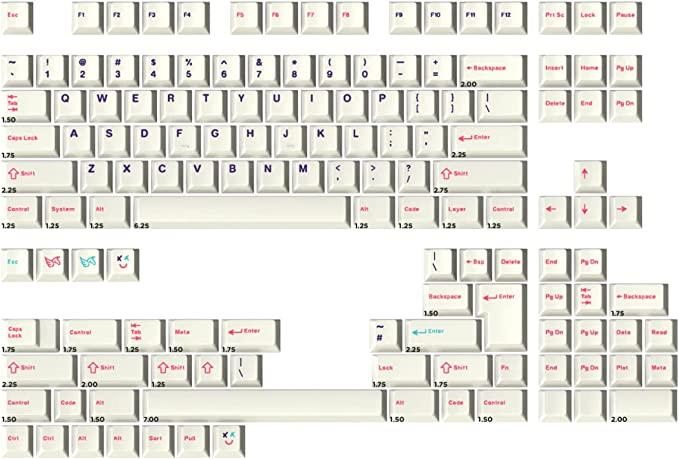 Esc F1 F2 F3 F4 F5 F6 F7 F8 F9 F10 F11 F12 Prt Sc Lock Pause
~ ! @ # $ % ^ & * ( ) — + Backspace Insert Home Pg Up
` 1 2 3 4 5 6 7 8 9 0 - = 2.00
Tab Q W E R T Y U I O P { } | Delete End Pg Dn
1.50 [ ] \
Caps Lock A S D F G H J K L : " Enter
1.75 ; ' 2.25
Shift Z X C V B N M < > ? Shift
2.25 , . / 2.75
Control System Alt Alt Code Layer Control
1.25 1.25 1.25 6.25 1.25 1.25 1.25 1.25
Esc | \ Bsp Delete End Pg Dn
1.50 Backspace Enter Pg Up Tab Backspace
1.75
Caps Lock Control Tab Meta Enter ~ # Enter Pg Dn Pg Up Data Read
1.75 1.75 1.25 1.75 2.25
Shift Shift Shift | \ Lock Shift Fn End Pg Dn Plet Meta
2.25 2.00 1.25 1.75 1.75
Control Code Alt Alt Code Control
1.50 1.50 7.00 1.50 1.50 2.00
Ctrl Ctrl Alt Alt Sort Pull